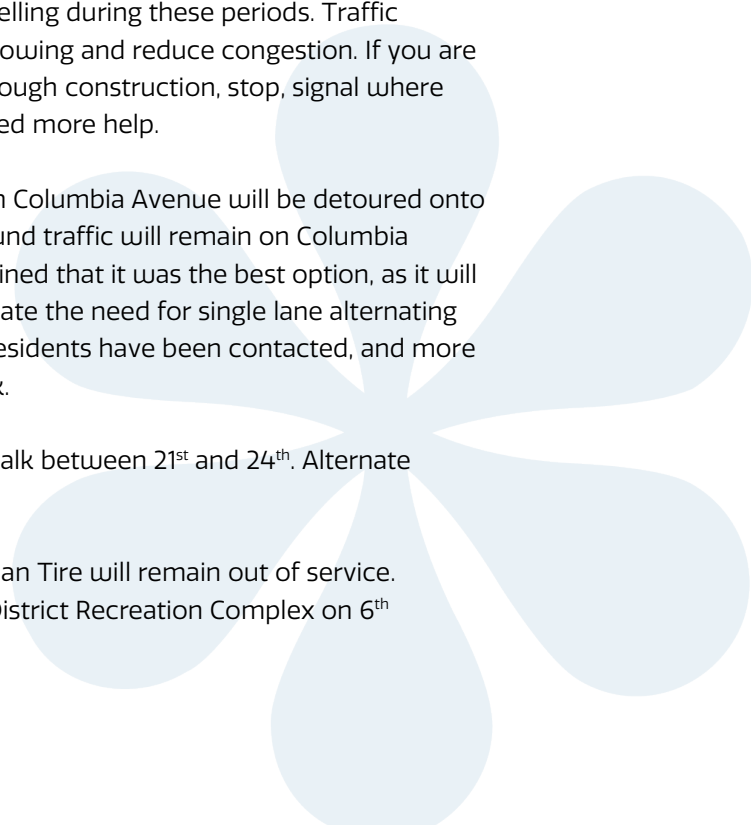 elling during these periods. Traffic
owing and reduce congestion. If you are
ough construction, stop, signal where
ed more help.
n Columbia Avenue will be detoured onto
und traffic will remain on Columbia
ined that it was the best option, as it will
ate the need for single lane alternating
esidents have been contacted, and more
k.
alk between 21st and 24th. Alternate
an Tire will remain out of service.
District Recreation Complex on 6th